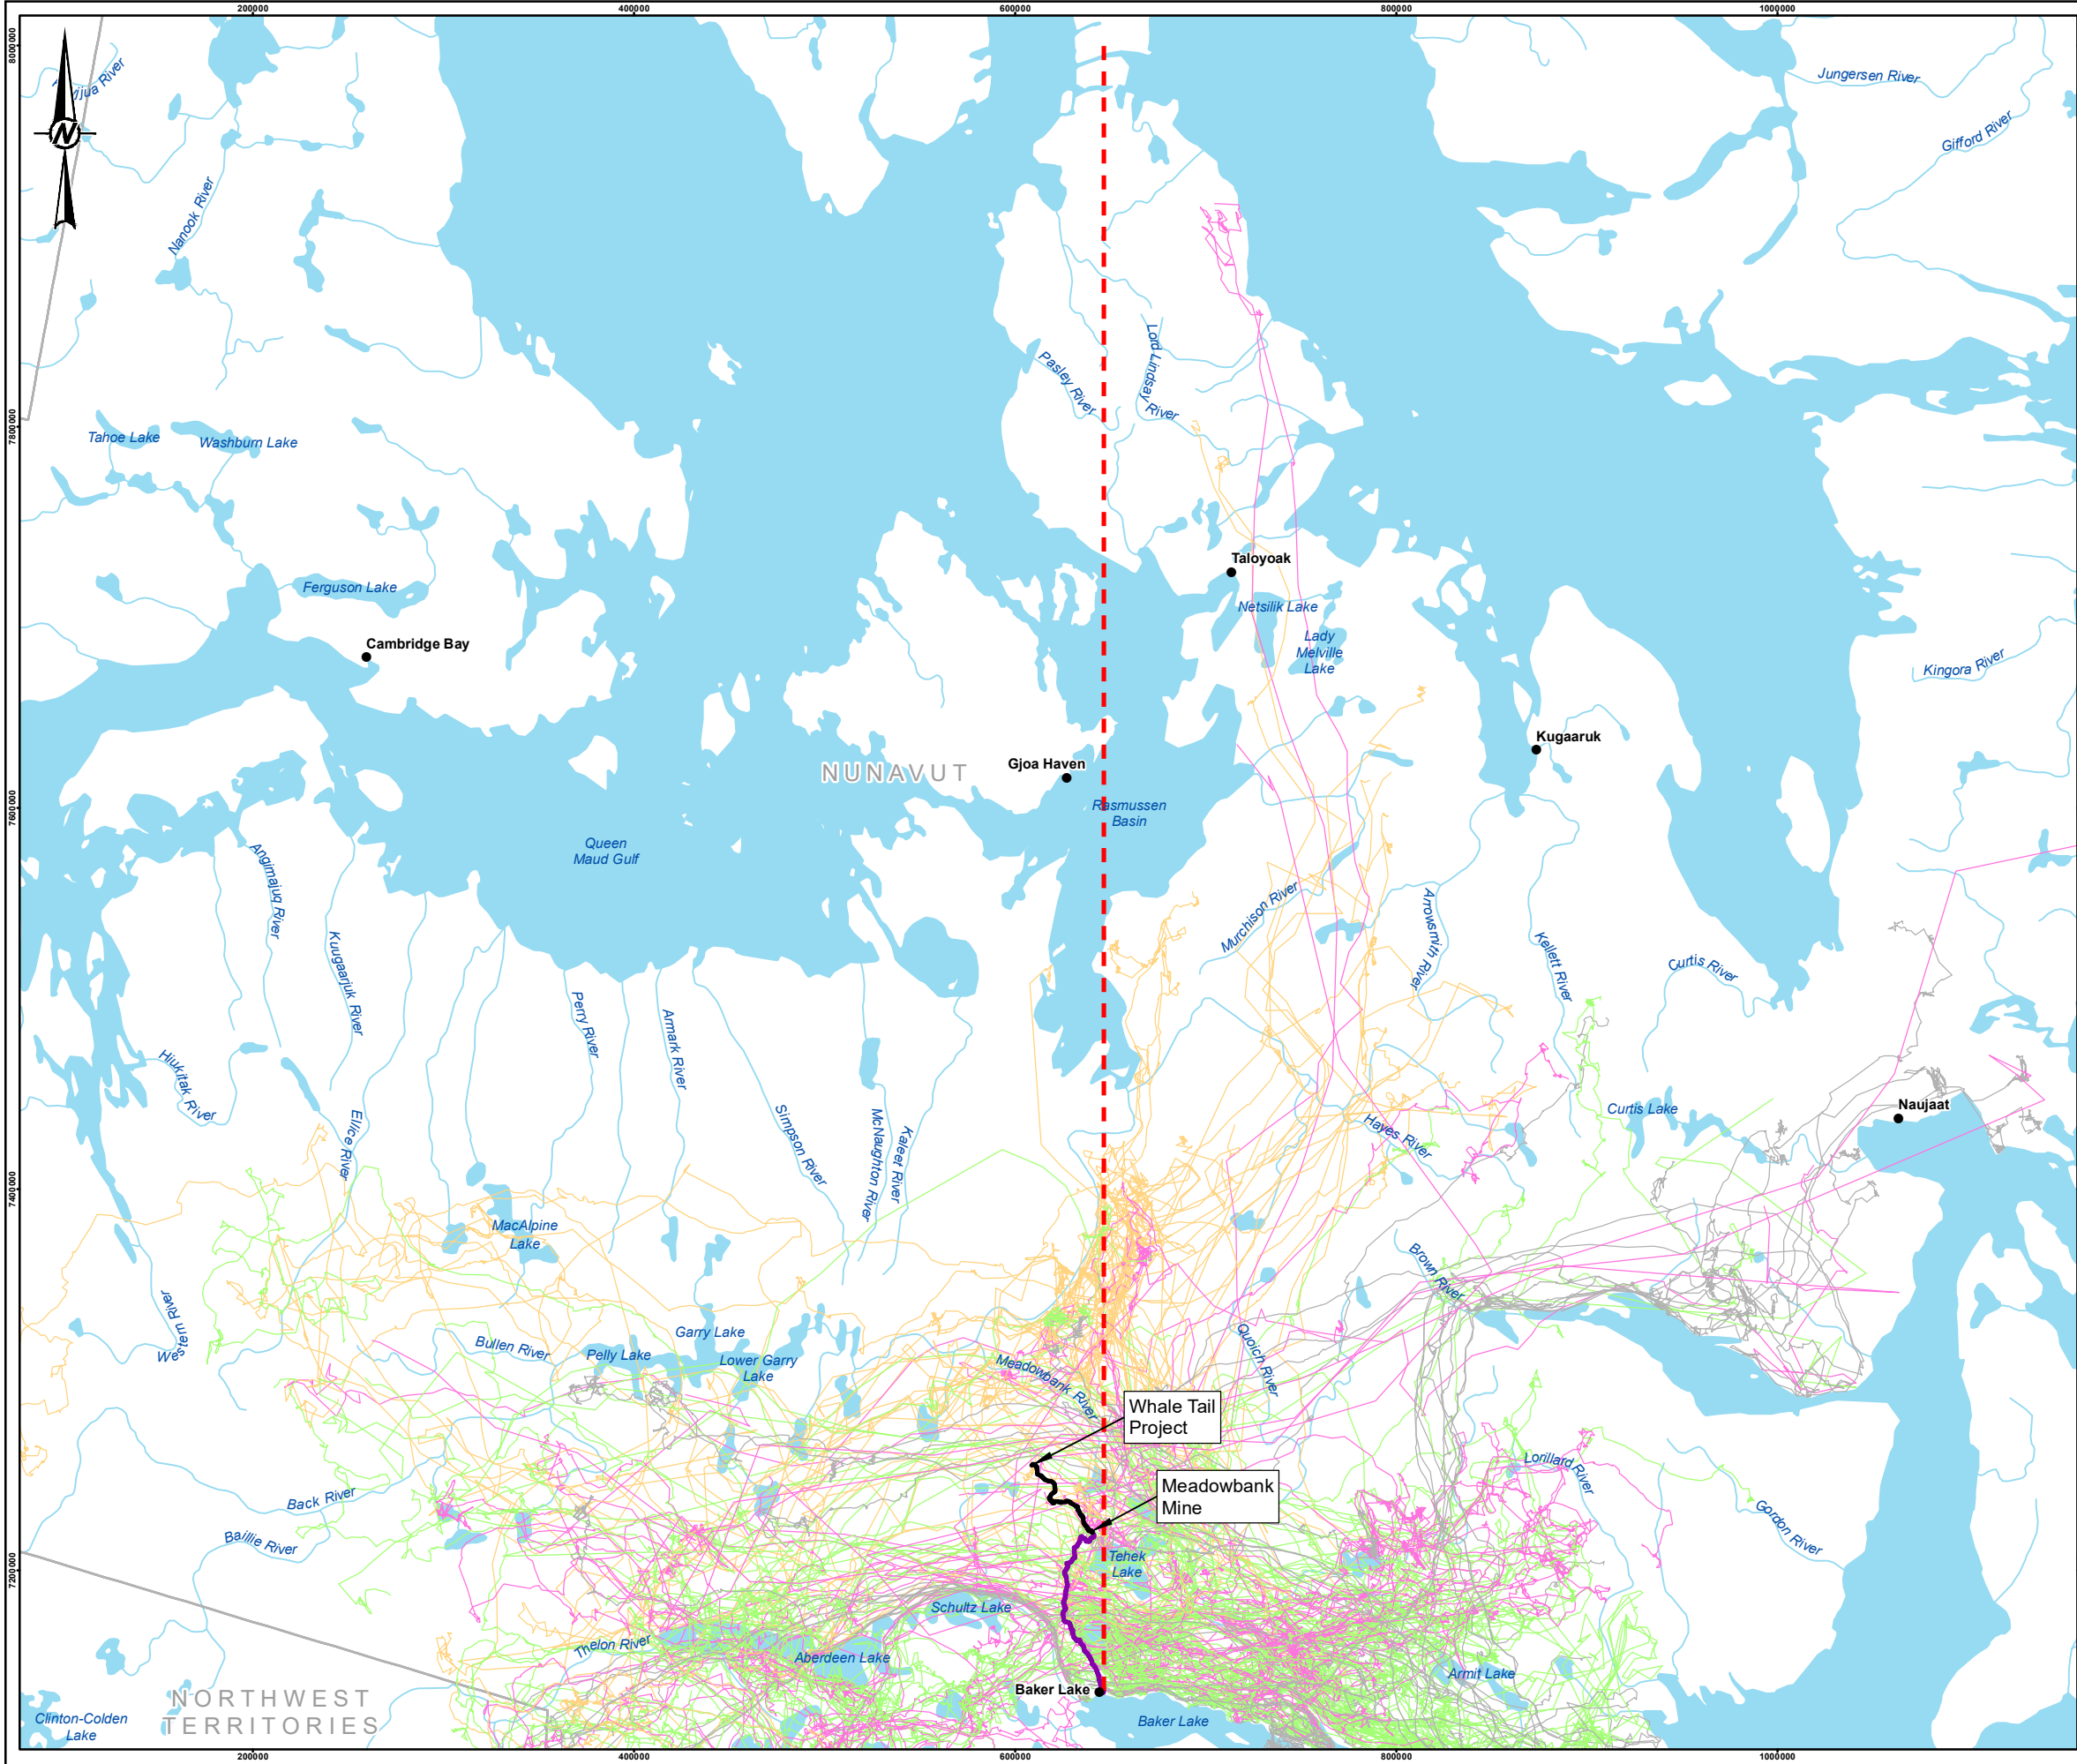 200000
400000
600000
800000
1000000
8000000
7800000
7600000
7400000
7200000
N
River
Jungersen River
Gifford River
Nanook River
Lord Lindsay
River
Pasley River
Tahoe Lake
Washburn Lake
Taloyoak
Ferguson Lake
Netsilik Lake
Cambridge Bay
Lady
Melville
Lake
Kingora River
Kugaaruk
Gjoa Haven
NUNAVUT
Rasmussen
Basin
Queen
Maud Gulf
Angimajuq River
Kuugaarjuk River
Murchison River
Arrowsmith River
Kellett River
Curtis River
Perry River
Armark River
Hiukitak River
Ellice River
Simpson River
McNaughton River
Kaleet River
Hayes River
Curtis Lake
Naujaat
MacAlpine
Lake
Brown River
Western River
Bullen River
Garry Lake
Pelly Lake
Lower Garry
Lake
Quoich River
Meadowbank River
Whale Tail
Project
Lorillard River
Meadowbank
Mine
Back River
Baillie River
Gordon River
Tehek
Lake
Schultz Lake
Thelon River
Aberdeen Lake
Armit Lake
Baker Lake
Baker Lake
NORTHWEST
TERRITORIES
Clinton-Colden
Lake
200000
400000
600000
800000
1000000